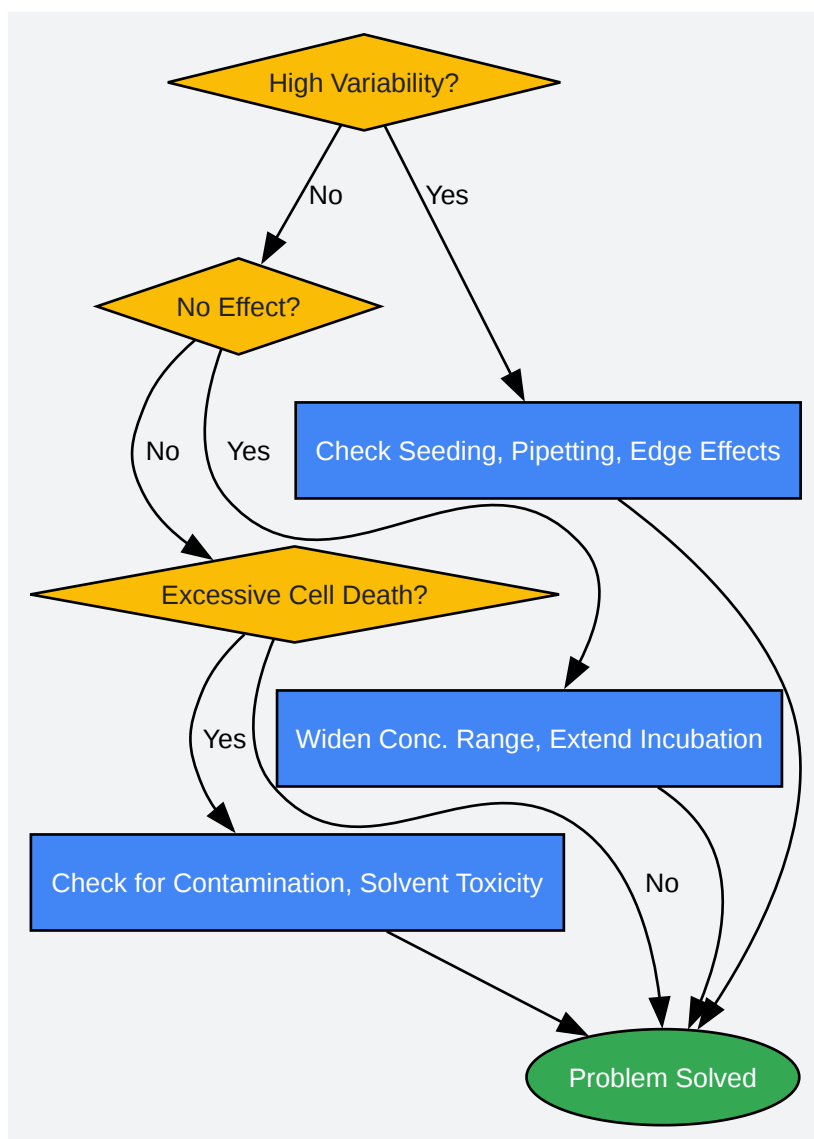 High Variability?
No
Yes
No Effect?
No
Yes
Check Seeding, Pipetting, Edge Effects
Excessive Cell Death?
Yes
Widen Conc. Range, Extend Incubation
Check for Contamination, Solvent Toxicity
No
Problem Solved